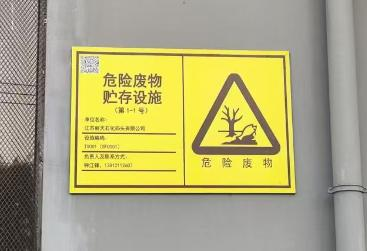 危险废物
贮存设施
（第1-1号）
单位名称：
设施编码：
TS001
负责人及联系方式：
危险废物